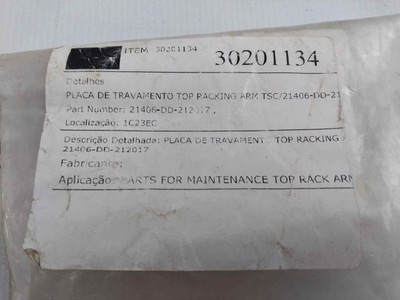 ITEM 30201134
30201134
Detalhes
PLACA DE TRAVAMENTO TOP RACKING ARM TSC/21406-DD-21
Part Number: 21406-DD-212017 ,
Localização: 1C23EC
Descrição Detalhada: PLACA DE TRAVAMENT TOP RACKING
21406-DD-212017
Fabricante:
Aplicação: PARTS FOR MAINTENANCE TOP RACK ARM